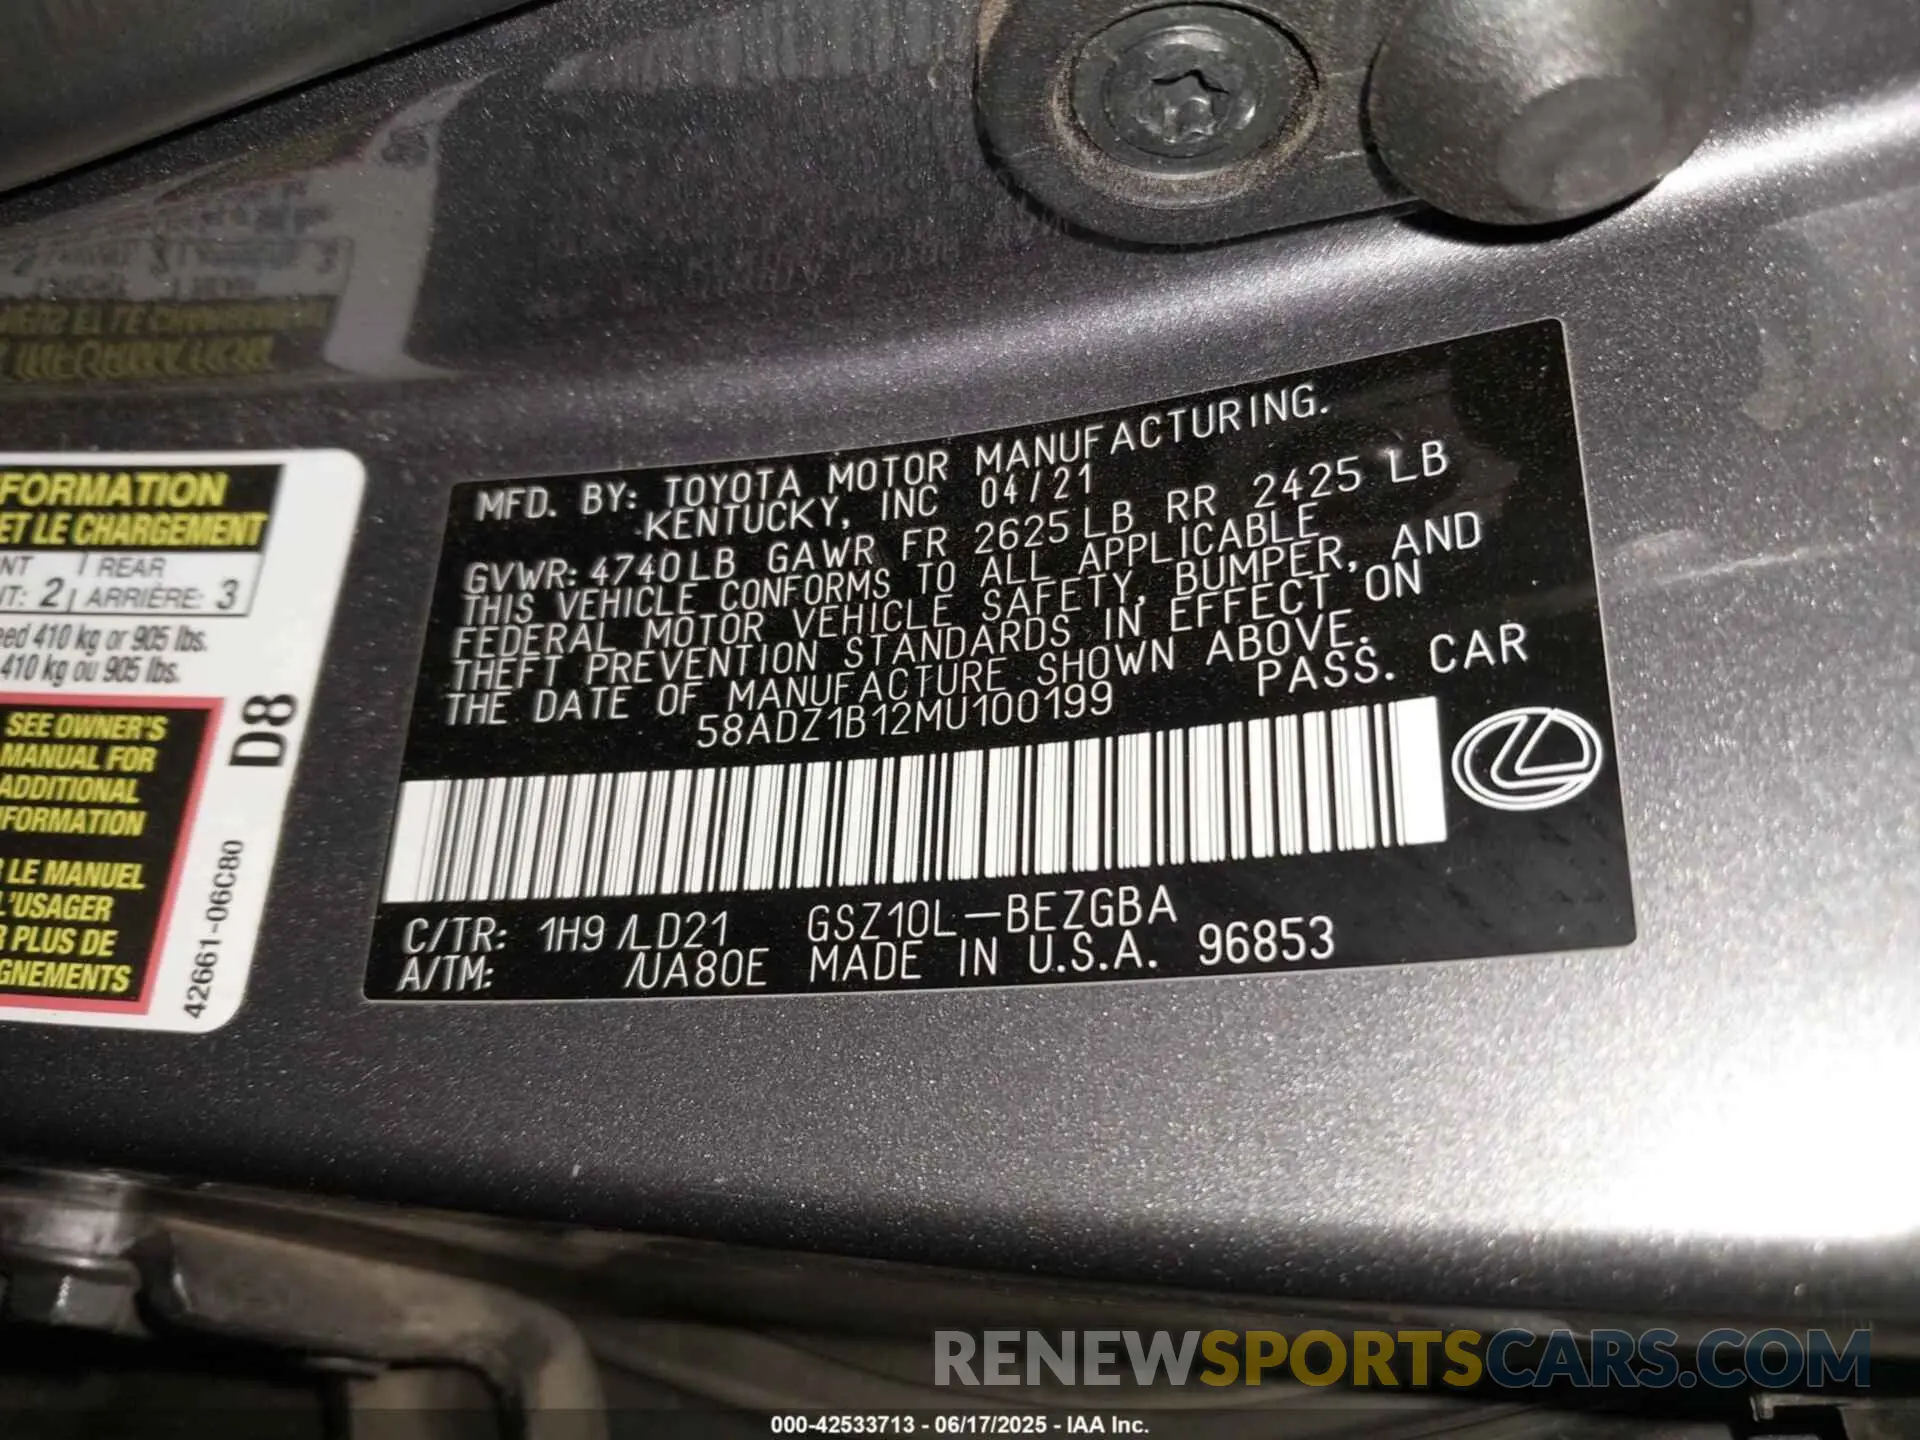 FORMATION
ET LE CHARGEMENT
NT | REAR
NT: 2 | ARRIÈRE: 3
eed 410 kg or 905 lbs.
410 kg ou 905 lbs.
SEE OWNER'S
MANUAL FOR
ADDITIONAL
NFORMATION
R LE MANUEL
L'USAGER
R PLUS DE
GNEMENTS
D8
42661-06C80
MFD. BY: TOYOTA MOTOR MANUFACTURING.
KENTUCKY, INC 04/21
GVWR: 4740LB GAWR FR 2625LB RR 2425 LB
THIS VEHICLE CONFORMS TO ALL APPLICABLE
FEDERAL MOTOR VEHICLE SAFETY, BUMPER, AND
THEFT PREVENTION STANDARDS IN EFFECT ON
THE DATE OF MANUFACTURE SHOWN ABOVE.
58ADZ1B12MU100199 PASS. CAR
C/TR: 1H9 /LD21 GSZ10L-BEZGBA
A/TM: /UA80E MADE IN U.S.A. 96853
RENEWSPORTSCARS.COM
000-42533713 - 06/17/2025 - IAA Inc.